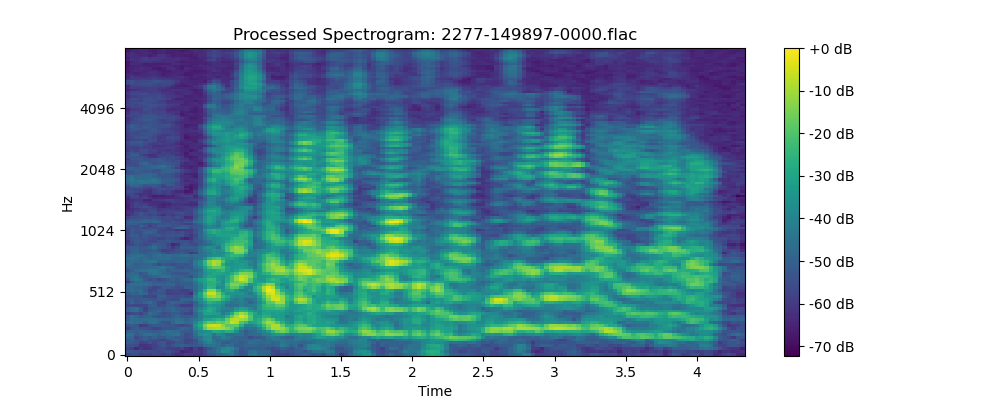 Processed Spectrogram: 2277-149897-0000.flac
Hz
4096
2048
1024
512
0
0 0.5 1 1.5 2 2.5 3 3.5 4
Time
+0 dB
-10 dB
-20 dB
-30 dB
-40 dB
-50 dB
-60 dB
-70 dB